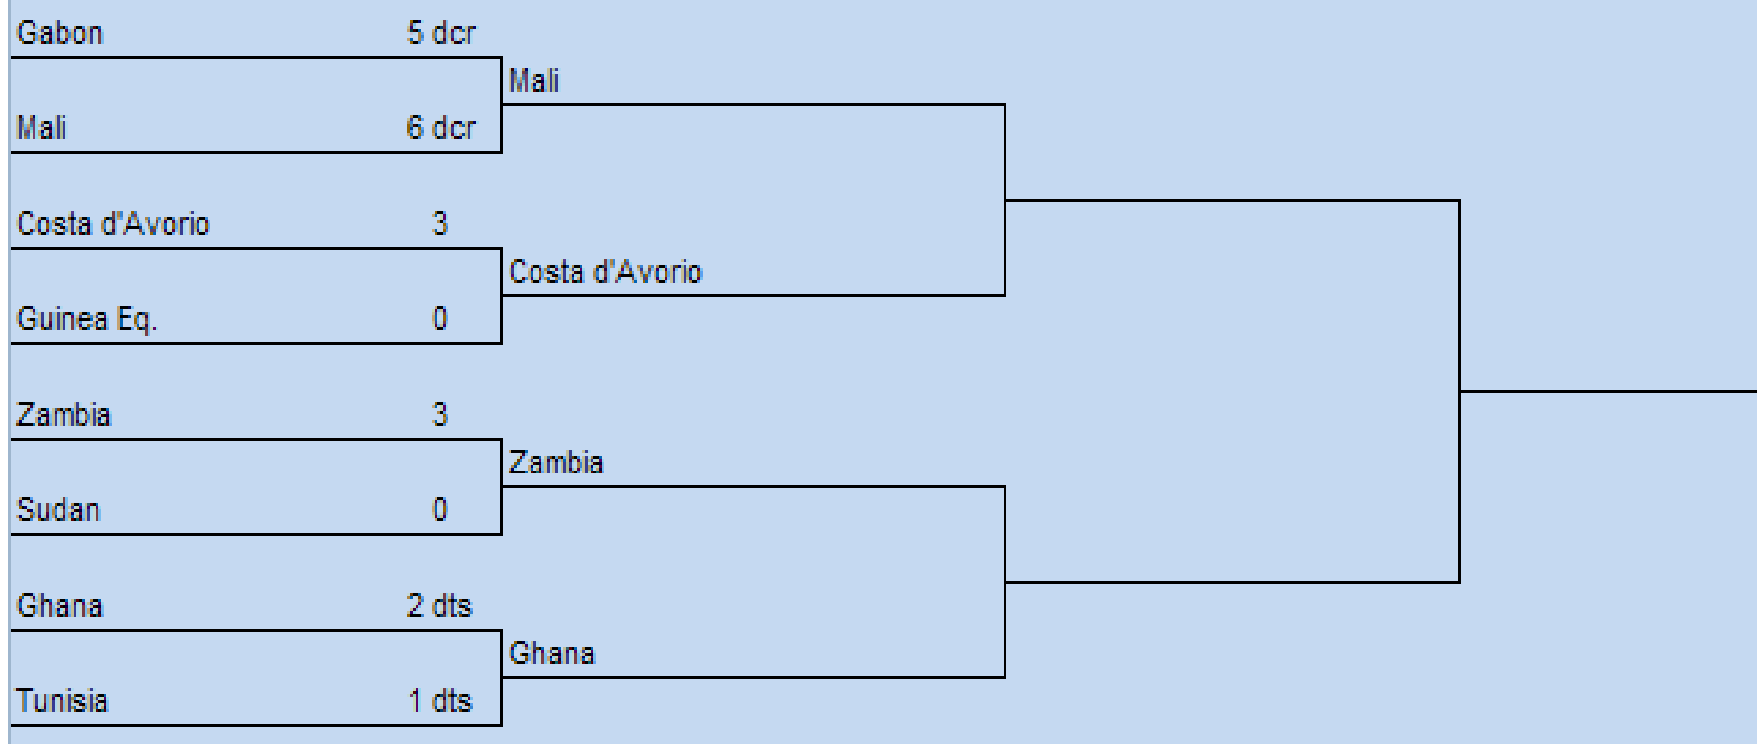 Gabon 5 dcr
Mali
Mali 6 dcr
Costa d'Avorio 3
Costa d'Avorio
Guinea Eq. 0
Zambia 3
Zambia
Sudan 0
Ghana 2 dts
Ghana
Tunisia 1 dts